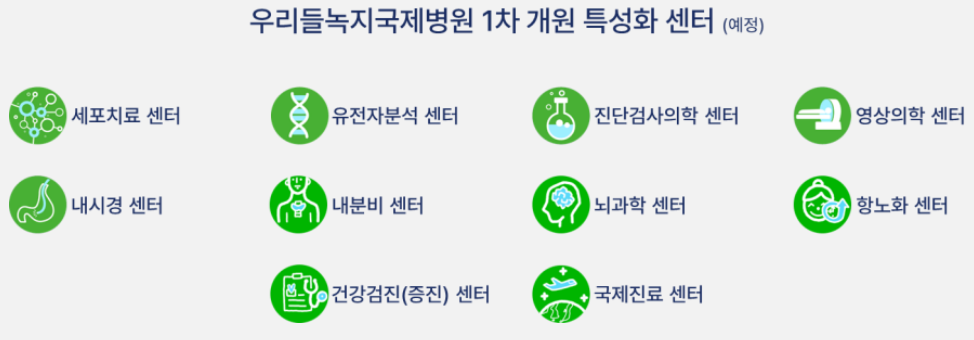 우리들녹지국제병원 1차 개원 특성화 센터 (예정)
세포치료 센터
유전자분석 센터
진단검사의학 센터
영상의학 센터
내시경 센터
내분비 센터
뇌과학 센터
항노화 센터
건강검진(증진) 센터
국제진료 센터